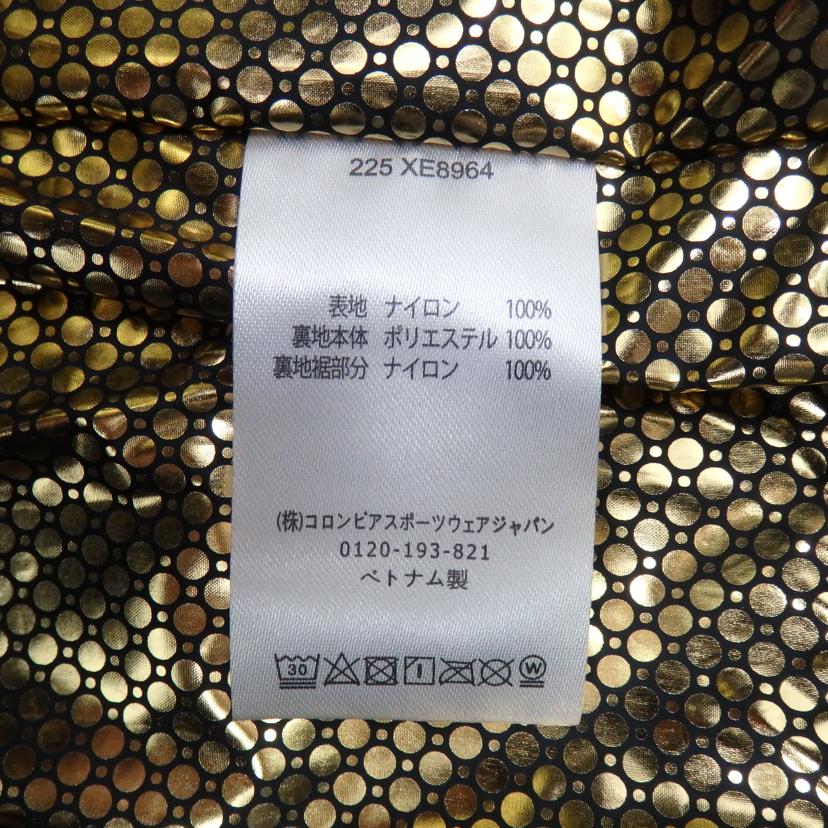 225 XE8964
表地 ナイロン 100%
裏地本体 ポリエステル 100%
裏地裾部分 ナイロン 100%
(株)コロンビアスポーツウェアジャパン
0120-193-821
ベトナム製
30 W